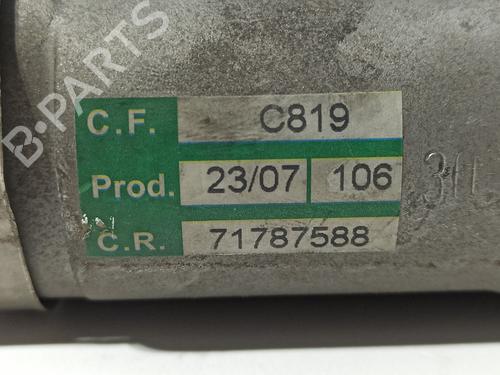 B-PARTS
C.F. C819
Prod. 23/07 106
C.R. 71787588